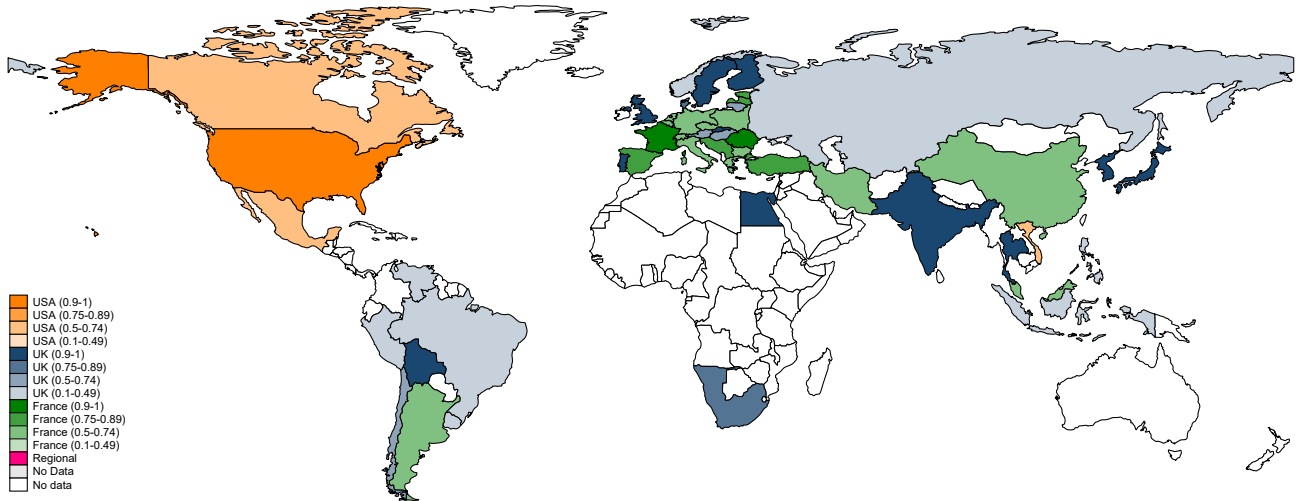 USA (0.9-1)
USA (0.75-0.89)
USA (0.5-0.74)
USA (0.1-0.49)
UK (0.9-1)
UK (0.75-0.89)
UK (0.5-0.74)
UK (0.1-0.49)
France (0.9-1)
France (0.75-0.89)
France (0.5-0.74)
France (0.1-0.49)
Regional
No Data
No data